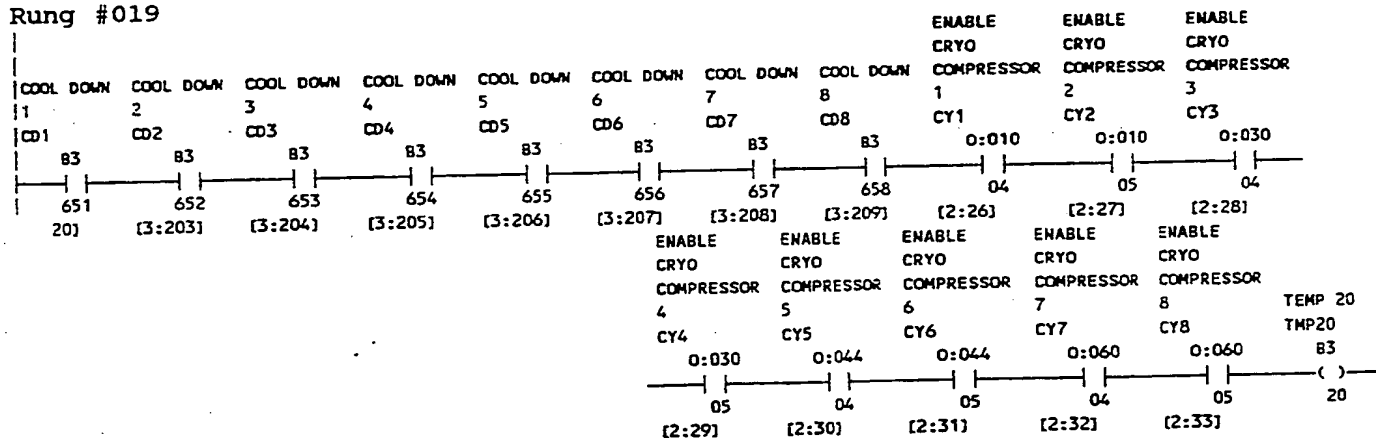 Rung #019
ENABLE ENABLE ENABLE
CRYO CRYO CRYO
COOL DOWN COOL DOWN COOL DOWN COOL DOWN COOL DOWN COOL DOWN COOL DOWN COOL DOWN COMPRESSOR COMPRESSOR COMPRESSOR
1 2 3 4 5 6 7 8 1 2 3
CD1 CD2 CD3 CD4 CD5 CD6 CD7 CD8 CY1 CY2 CY3
B3 B3 B3 B3 B3 B3 B3 B3 O:010 O:010 O:030
651 652 653 654 655 656 657 658 04 05 04
20] [3:203] [3:204] [3:205] [3:206] [3:207] [3:208] [3:209] [2:26] [2:27] [2:28]
ENABLE ENABLE ENABLE ENABLE ENABLE
CRYO CRYO CRYO CRYO CRYO
COMPRESSOR COMPRESSOR COMPRESSOR COMPRESSOR COMPRESSOR
4 5 6 7 8 TEMP 20
CY4 CY5 CY6 CY7 CY8 TMP20
O:030 O:044 O:044 O:060 O:060 B3
05 04 05 04 05 20
[2:29] [2:30] [2:31] [2:32] [2:33]